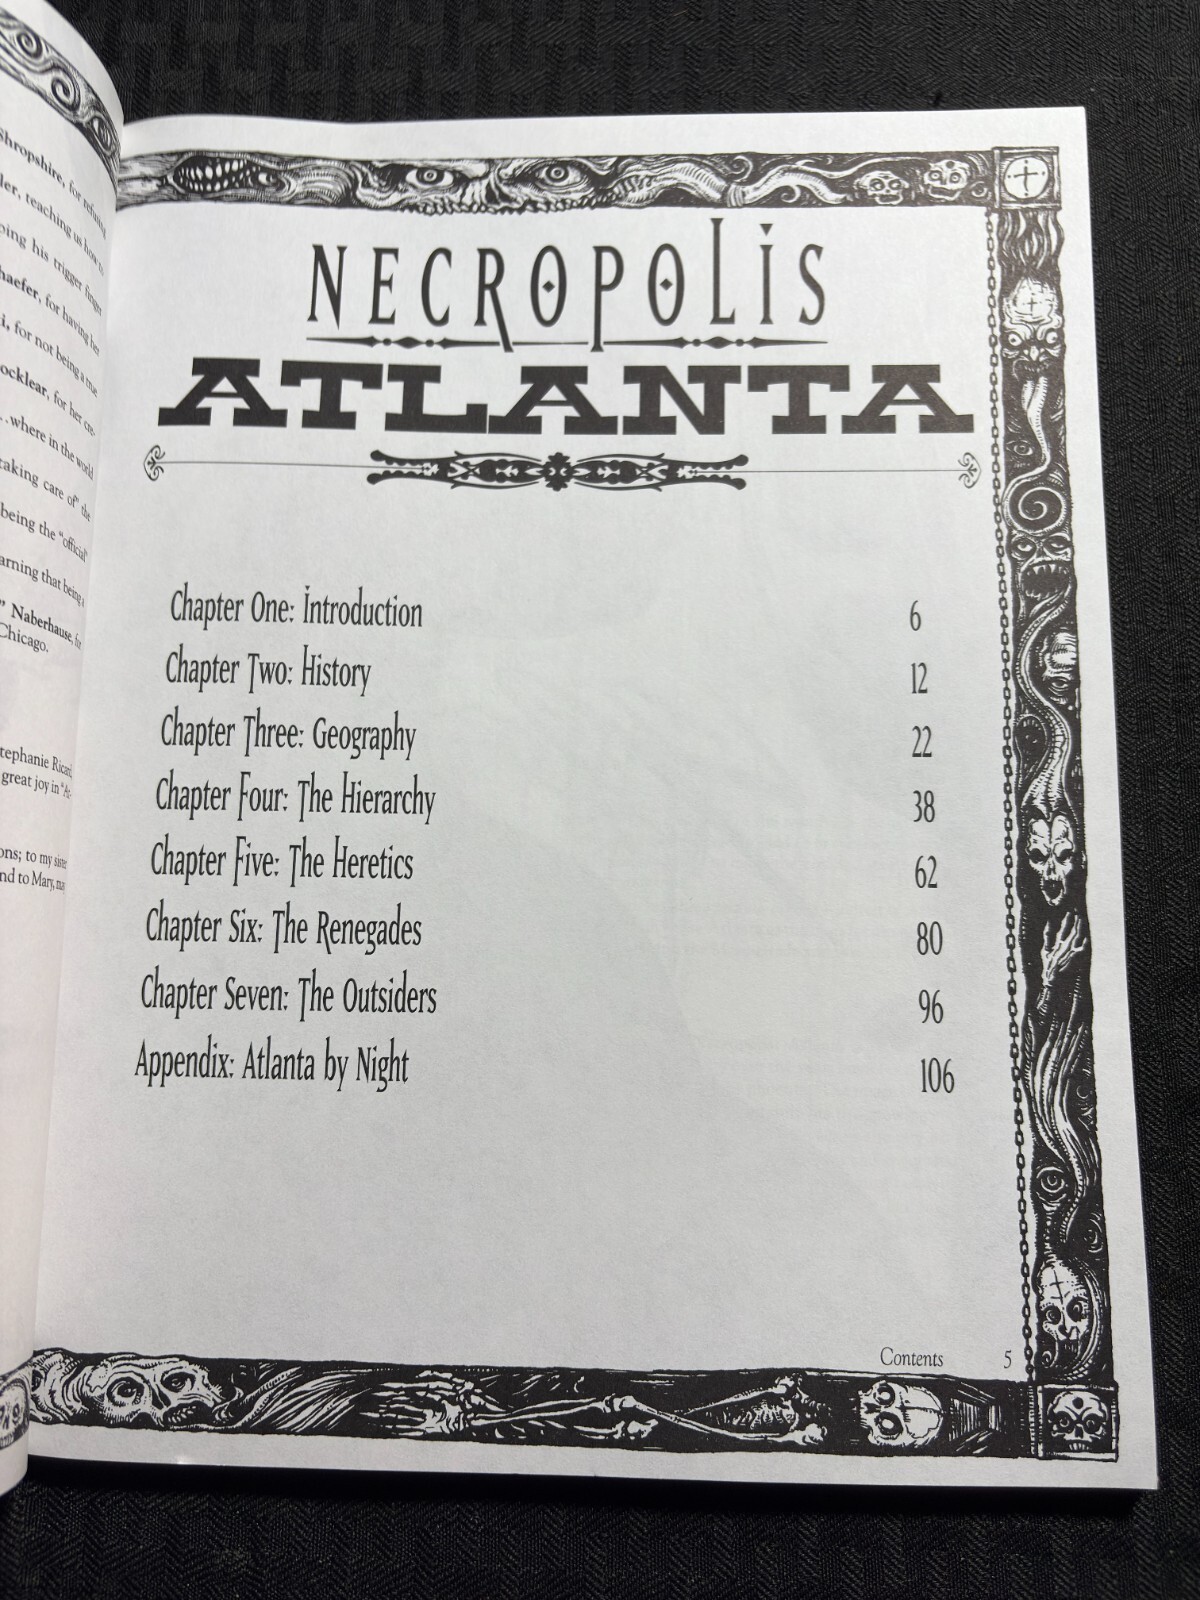 Shropshire, for refusing
ler, teaching us how to
ping his trigger finger
haefer, for having her
i, for not being a true
ocklear, for her cre-
...where in the world
taking care of" the
being the "official"
arning that being a
" Naberhause, for
Chicago.
tephanie Ricard,
great joy in "At-
ons; to my sister
nd to Mary, may
NECROPOLIS
ATLANTA
Chapter One: Introduction 6
Chapter Two: History 12
Chapter Three: Geography 22
Chapter Four: The Hierarchy 38
Chapter Five: The Heretics 62
Chapter Six: The Renegades 80
Chapter Seven: The Outsiders 96
Appendix: Atlanta by Night 106
Contents 5